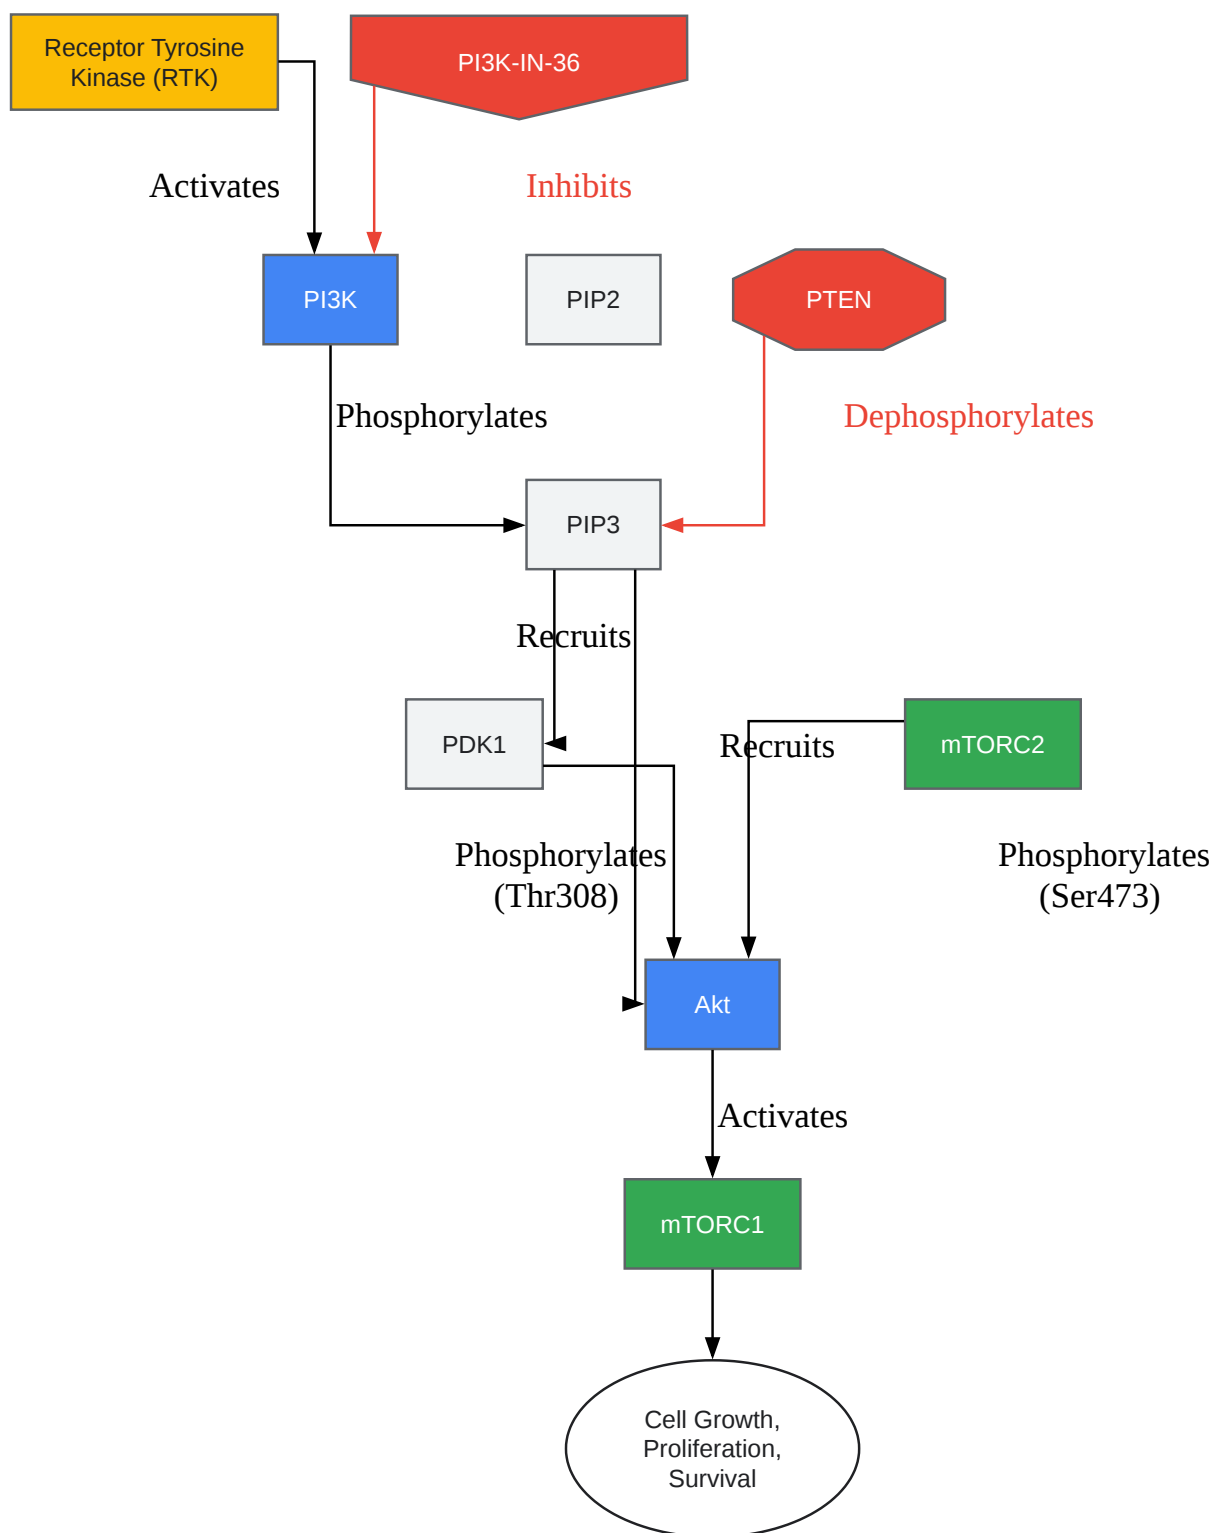 Receptor Tyrosine
Kinase (RTK)
PI3K-IN-36
Activates
Inhibits
PI3K
PIP2
PTEN
Phosphorylates
Dephosphorylates
PIP3
Recruits
PDK1
Recruits
mTORC2
Phosphorylates
(Thr308)
Phosphorylates
(Ser473)
Akt
Activates
mTORC1
Cell Growth,
Proliferation,
Survival